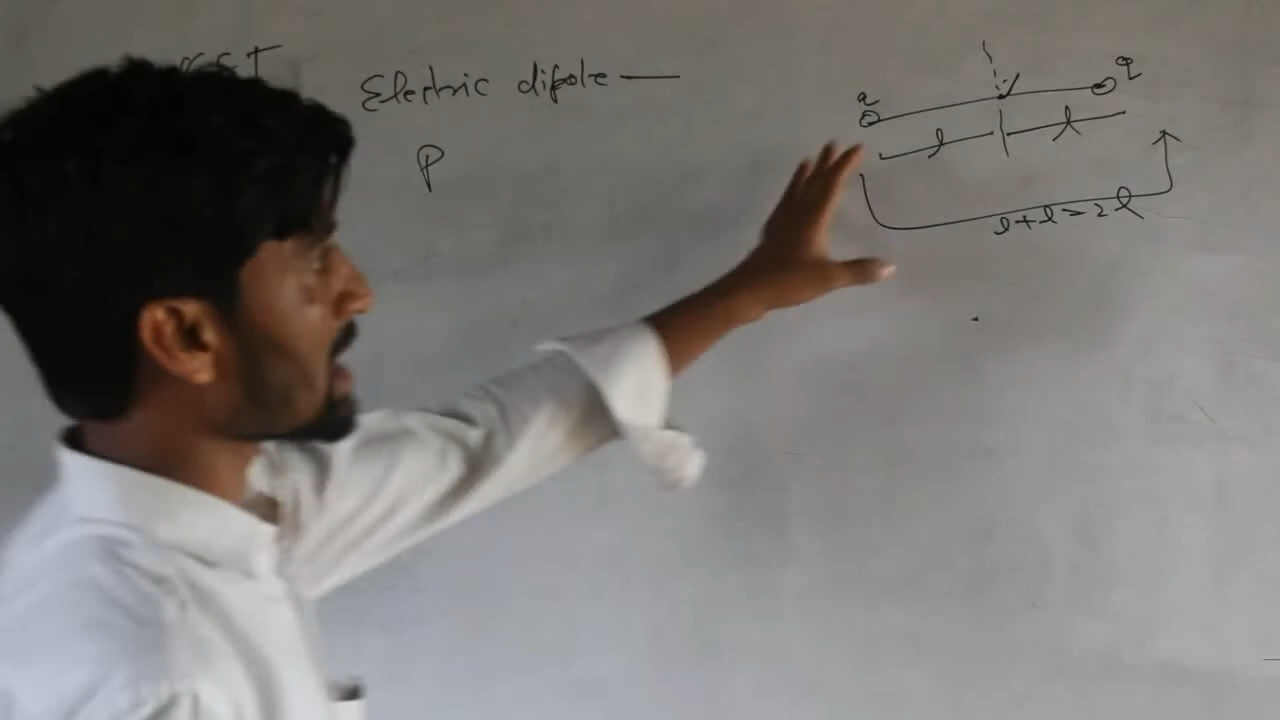 Electric dipole —
P
q
q
l
l
l+l=2l